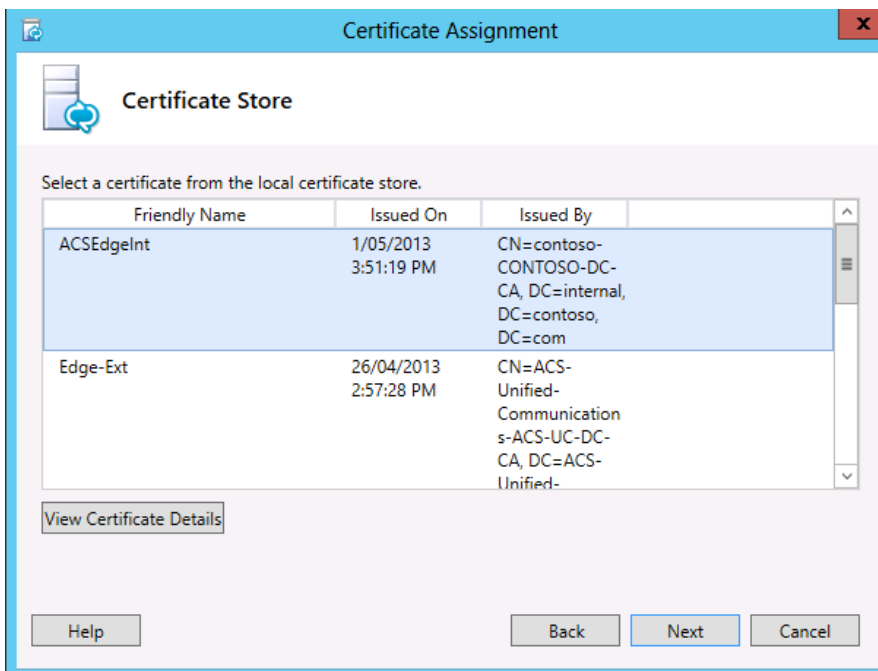 Certificate Assignment
x
Certificate Store
Select a certificate from the local certificate store.
Friendly Name Issued On Issued By
ACSEdgeInt 1/05/2013 CN=contoso-
3:51:19 PM CONTOSO-DC-
CA, DC=internal,
DC=contoso,
DC=com
Edge-Ext 26/04/2013 CN=ACS-
2:57:28 PM Unified-
Communication
s-ACS-UC-DC-
CA, DC=ACS-
Unified-
View Certificate Details
Help Back Next Cancel